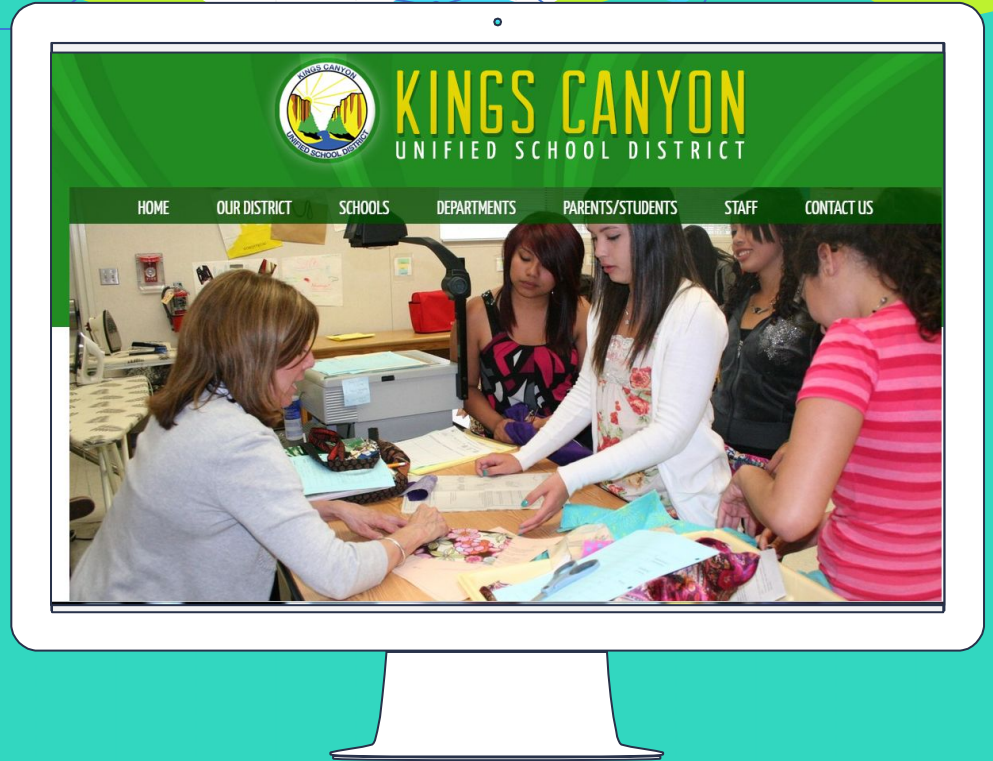 KINGS CANYON
UNIFIED SCHOOL DISTRICT
KINGS CANYON
UNIFIED SCHOOL DISTRICT
HOME OUR DISTRICT SCHOOLS DEPARTMENTS PARENTS/STUDENTS STAFF CONTACT US